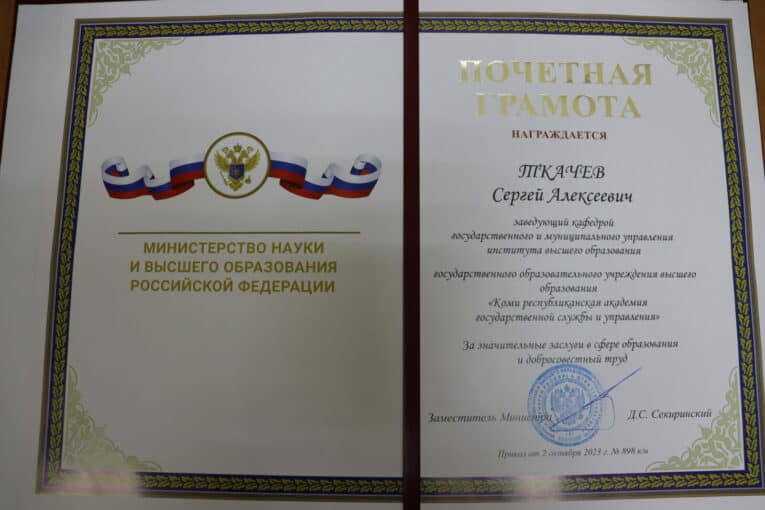 МИНИСТЕРСТВО НАУКИ
И ВЫСШЕГО ОБРАЗОВАНИЯ
РОССИЙСКОЙ ФЕДЕРАЦИИ
ПОЧЕТНАЯ
ГРАМОТА
НАГРАЖДАЕТСЯ
ТКАЧЕВ
Сергей Алексеевич
заведующий кафедрой
государственного и муниципального управления
института высшего образования
государственного образовательного учреждения высшего
образования
«Коми республиканская академия
государственной службы и управления»
За значительные заслуги в сфере образования
и добросовестный труд
Заместитель Министра Д.С. Секиринский
Приказ от 2 октября 2023 г. № 898 к/н